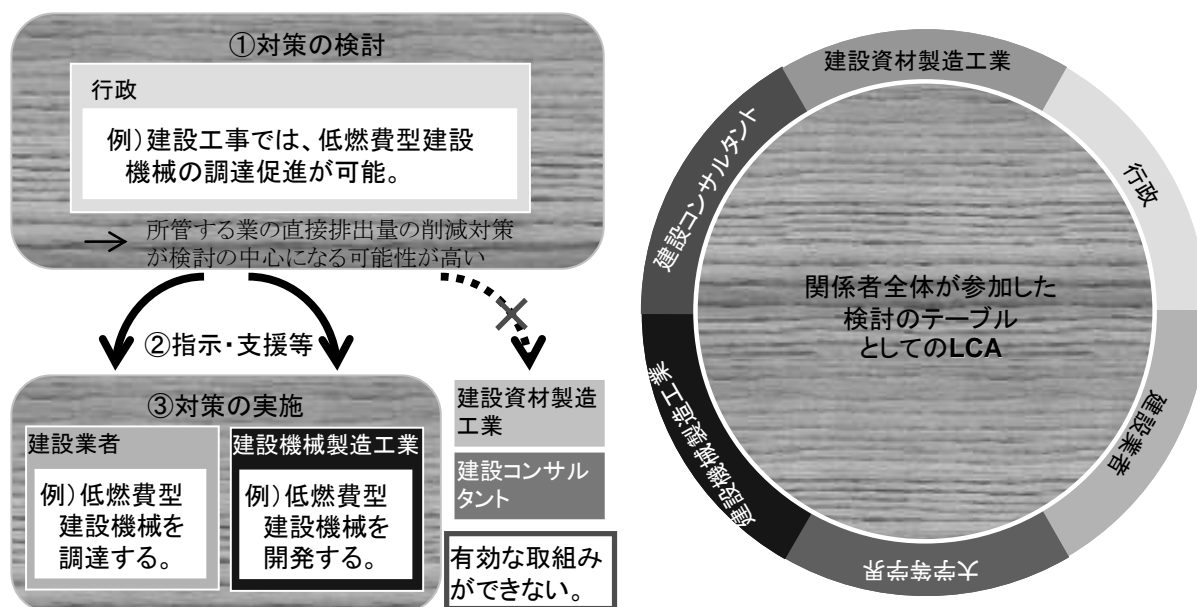 ①対策の検討
行政
例)建設工事では、低燃費型建設
機械の調達促進が可能。
→ 所管する業の直接排出量の削減対策
が検討の中心になる可能性が高い
②指示・支援等
③対策の実施
建設業者
例)低燃費型
建設機械を
調達する。
建設機械製造工業
例)低燃費型
建設機械を
開発する。
建設資材製造
工業
建設コンサル
タント
有効な取組み
ができない。
建設資材製造工業
行政
建設業者
大学等学界
建設機械製造工業
建設コンサルタント
関係者全体が参加した
検討のテーブル
としてのLCA